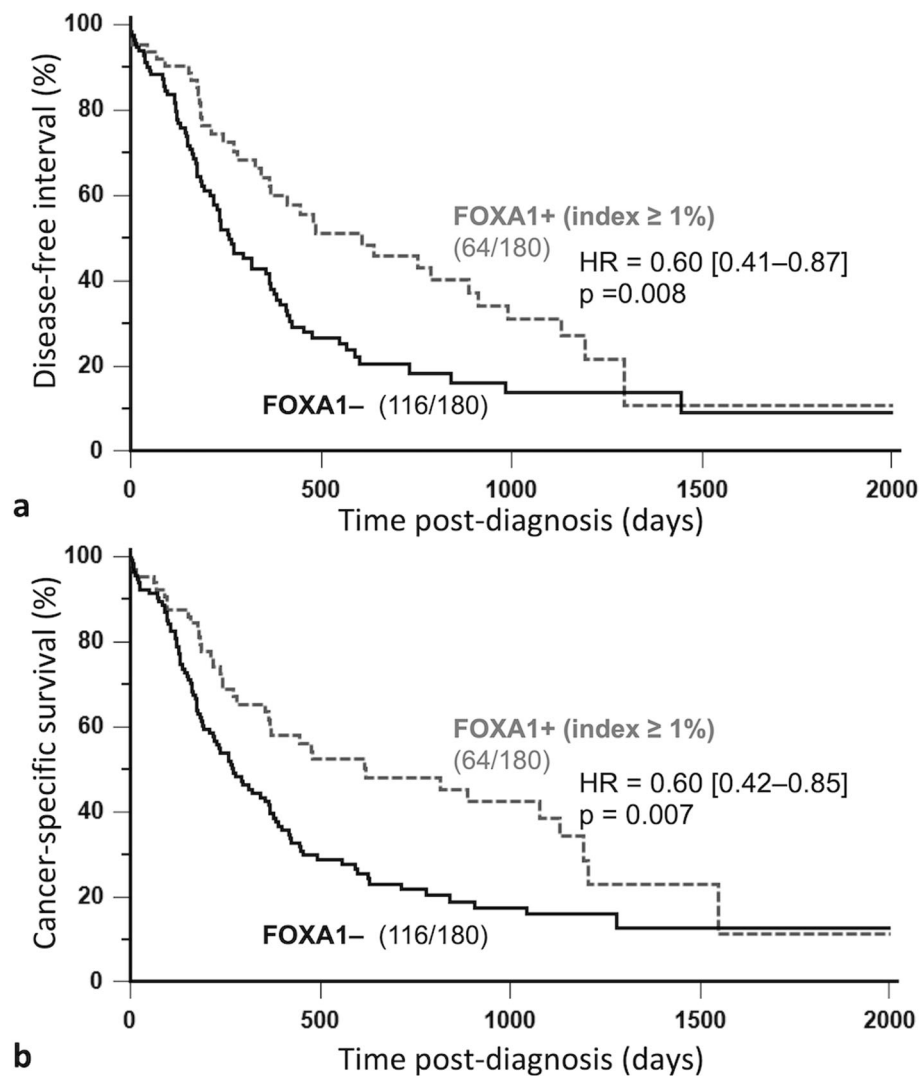 100
80
60
40
20
0
Disease-free interval (%)
FOXA1+ (index ≥ 1%)
(64/180)
HR = 0.60 [0.41–0.87]
p =0.008
FOXA1– (116/180)
0 500 1000 1500 2000
a
Time post-diagnosis (days)
100
80
60
40
20
0
Cancer-specific survival (%)
FOXA1+ (index ≥ 1%)
(64/180)
HR = 0.60 [0.42–0.85]
p = 0.007
FOXA1– (116/180)
0 500 1000 1500 2000
b
Time post-diagnosis (days)